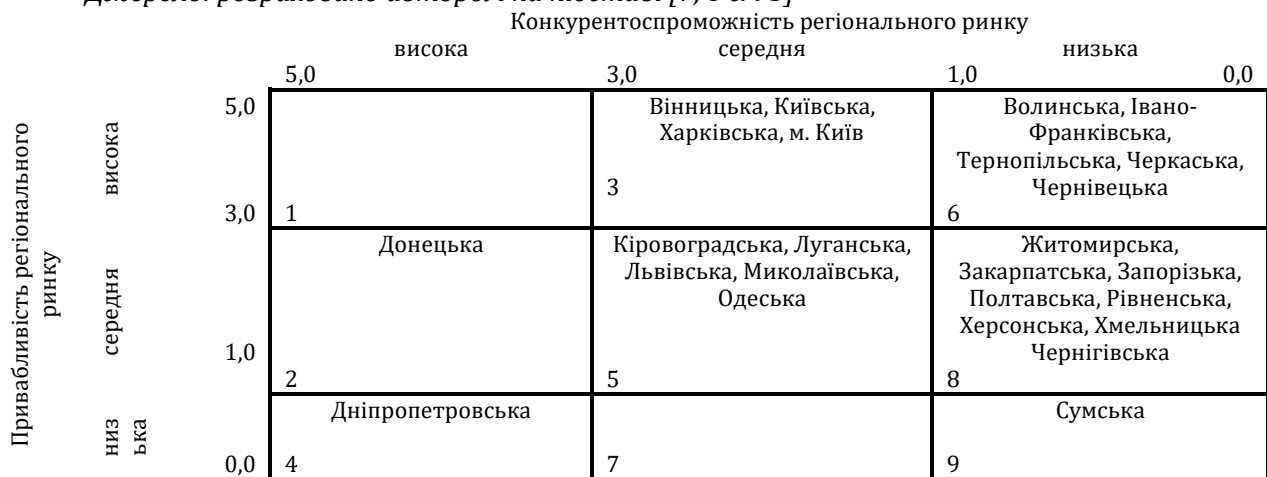 Конкурентоспроможність регіонального ринку
висока середня низька
5,0 3,0 1,0 0,0
Привабливість регіонального
ринку
висока
5,0
3,0
1
Вінницька, Київська,
Харківська, м. Київ
3
Волинська, Івано-
Франківська,
Тернопільська, Черкаська,
Чернівецька
6
середня
1,0
Донецька
2
Кіровоградська, Луганська,
Львівська, Миколаївська,
Одеська
5
Житомирська,
Закарпатська, Запорізька,
Полтавська, Рівненська,
Херсонська, Хмельницька
Чернігівська
8
низ
ька
0,0
Дніпропетровська
4
7
Сумська
9